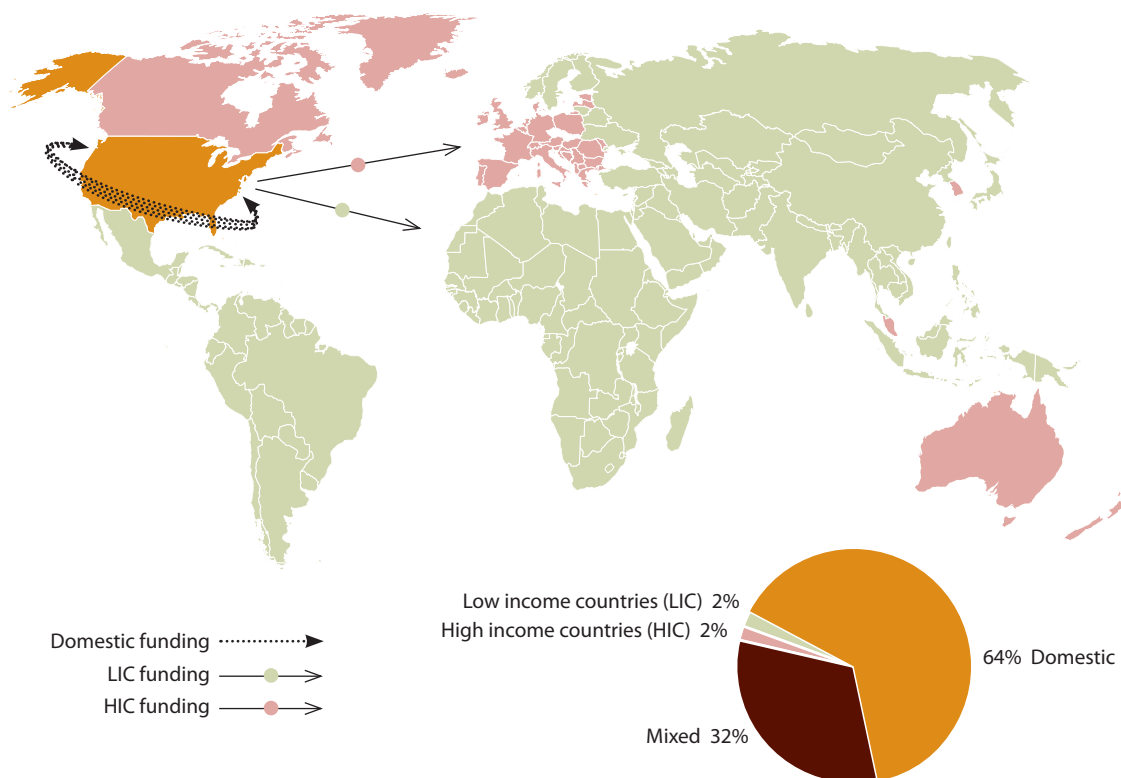 Low income countries (LIC) 2%
High income countries (HIC) 2%
64% Domestic
Mixed 32%
Domestic funding
LIC funding
HIC funding